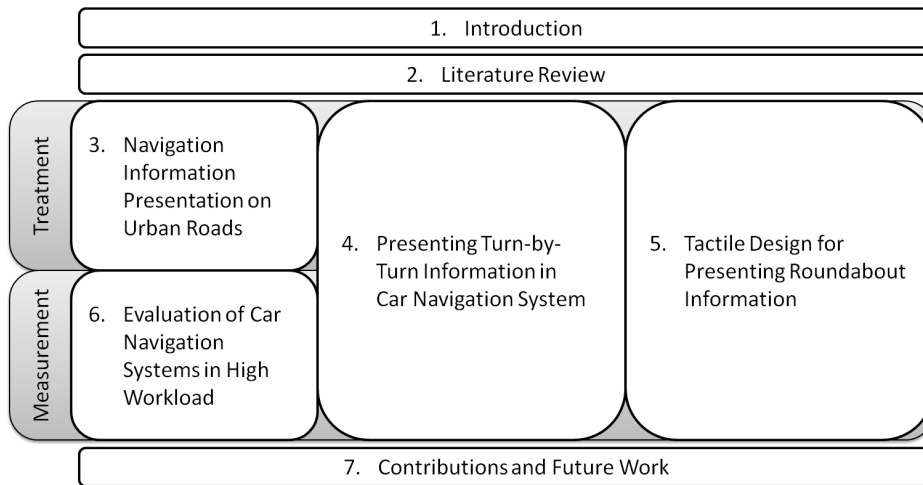 1. Introduction
2. Literature Review
Treatment
3. Navigation
Information
Presentation on
Urban Roads
4. Presenting Turn-by-
Turn Information in
Car Navigation System
5. Tactile Design for
Presenting Roundabout
Information
Measurement
6. Evaluation of Car
Navigation
Systems in High
Workload
7. Contributions and Future Work